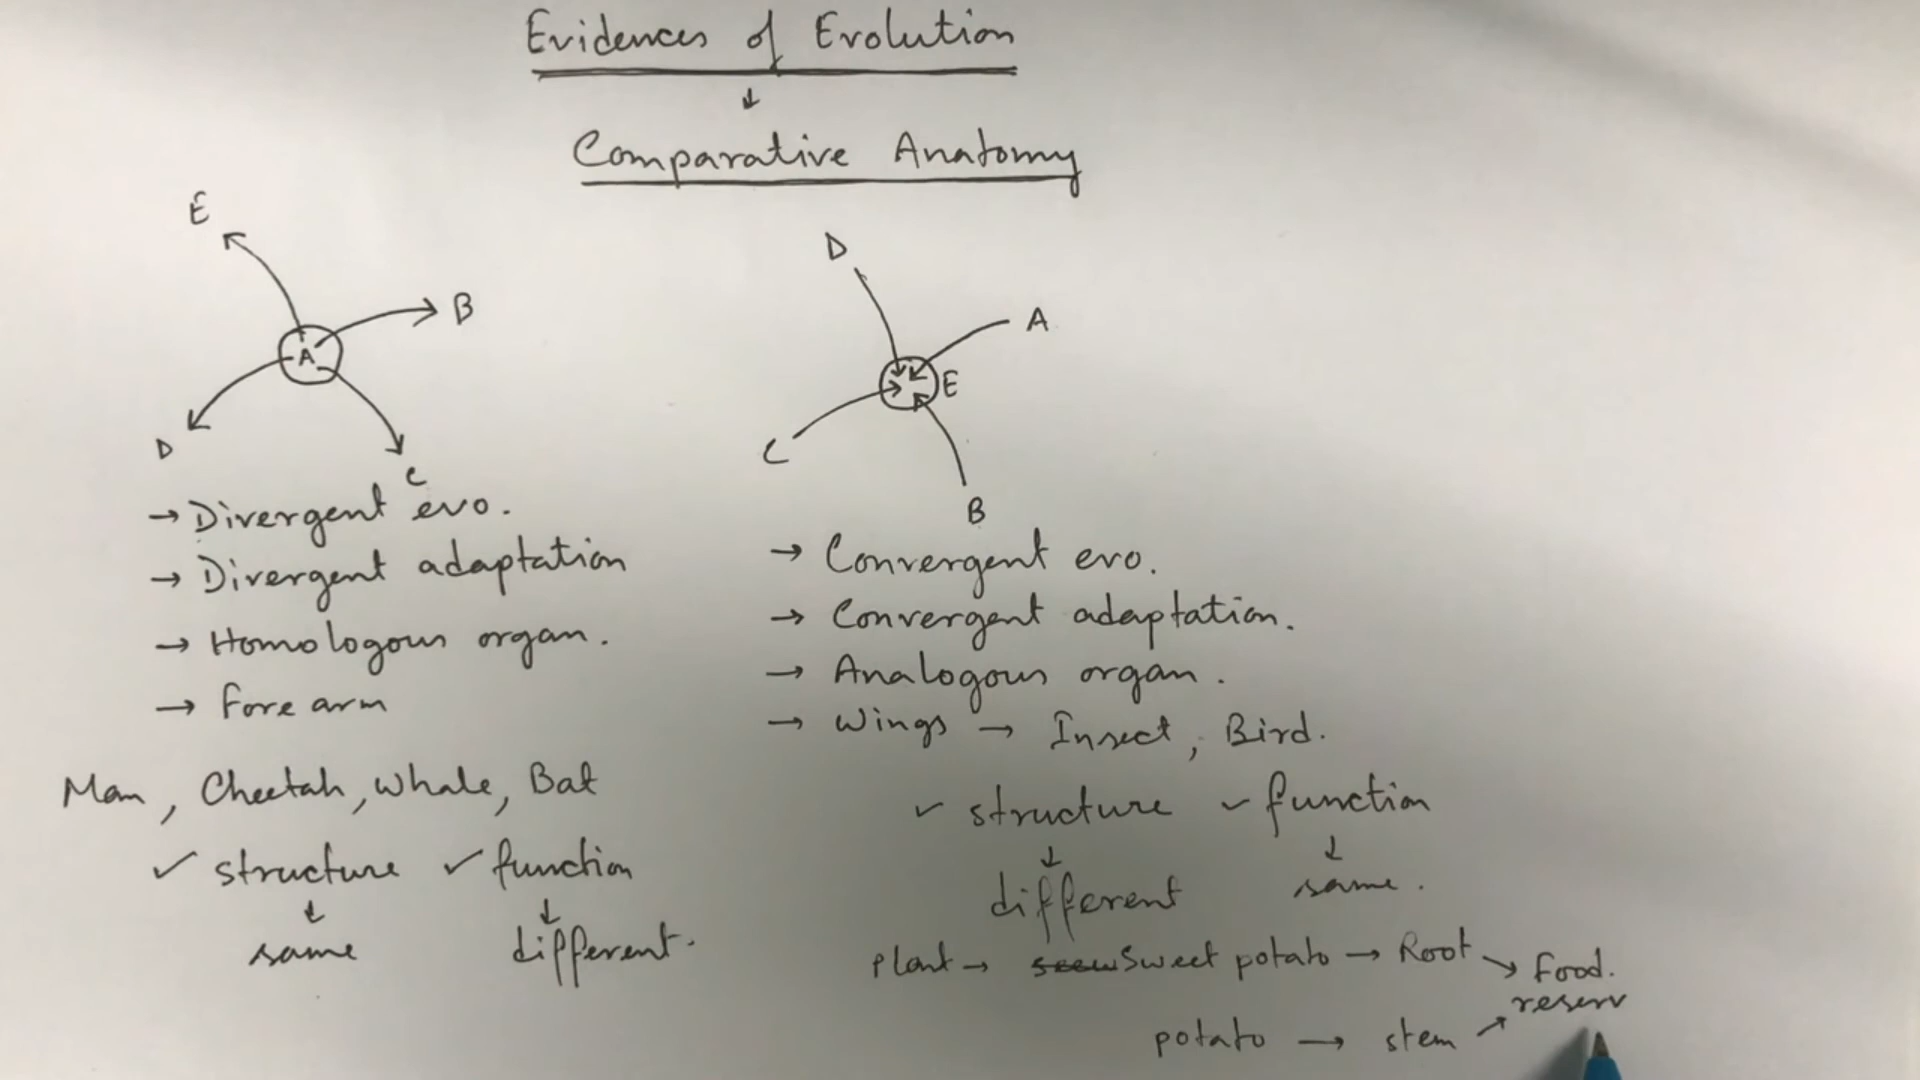 Evidences of Evolution
↓
Comparative Anatomy
E
B
A
D
C
→ Divergent evo.
→ Divergent adaptation
→ Homologous organ.
→ Fore arm
Man, Cheetah, Whale, Bat
✓ structure ✓ function
↓ ↓
same different.
D
A
E
C
B
→ Convergent evo.
→ Convergent adaptation.
→ Analogous organ.
→ Wings → Insect, Bird.
✓ structure ✓ function
↓ ↓
different same.
Plant → Sweet potato → Root → Food.
reserv
potato → stem →